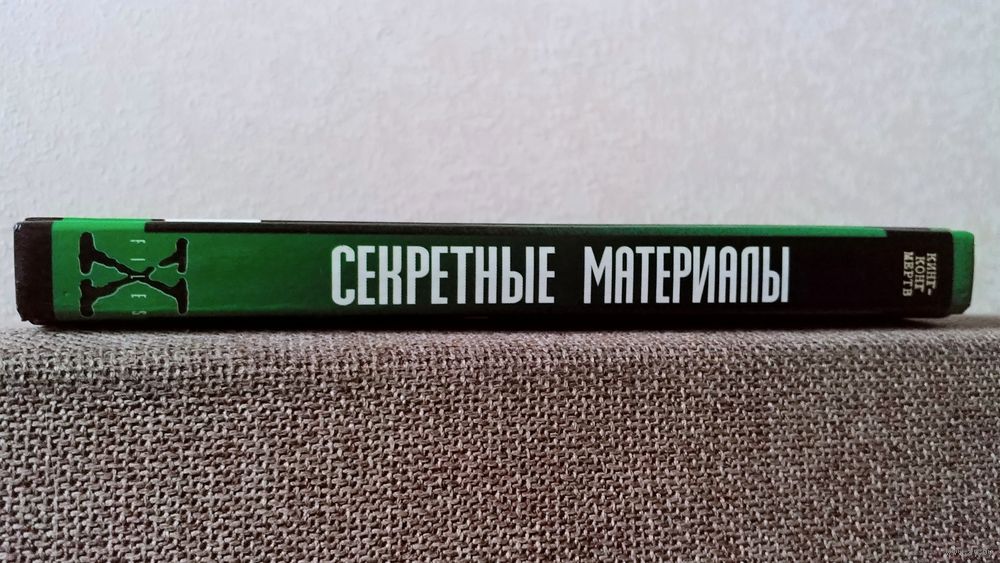 X
FILES
СЕКРЕТНЫЕ МАТЕРИАЛЫ
КИНГ-
КОНГ
МЕРТВ